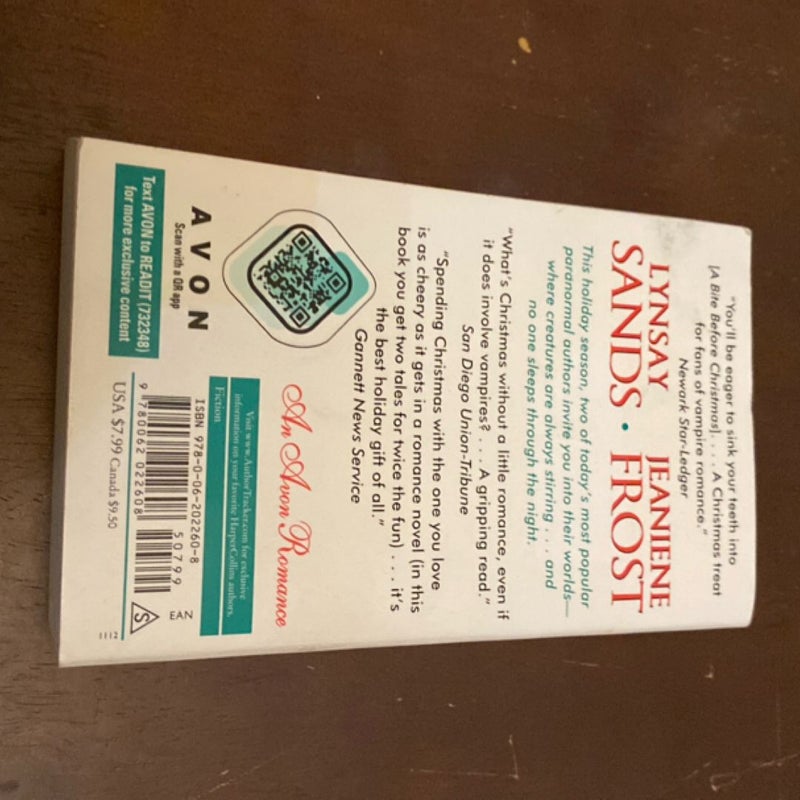 "You'll be eager to sink your teeth into
[A Bite Before Christmas]. . . . A Christmas treat
for fans of vampire romance."
Newark Star-Ledger
LYNSAY JEANIENE
SANDS • FROST
This holiday season, two of today's most popular
paranormal authors invite you into their worlds—
where creatures are always stirring . . . and
no one sleeps through the night.
"What's Christmas without a little romance, even if
it does involve vampires? . . . A gripping read."
San Diego Union-Tribune
"Spending Christmas with the one you love
is as cheery as it gets in a romance novel (in this
book you get two tales for twice the fun) . . . it's
the best holiday gift of all."
Gannett News Service
An Avon Romance
AVON
Scan with a QR app
Text AVON to READIT (732348)
for more exclusive content
Visit www.AuthorTracker.com for exclusive
information on your favorite HarperCollins authors.
Fiction
ISBN 978-0-06-202260-8
50799
EAN
9 780062 022608
S
USA $7.99 Canada $9.50
1112